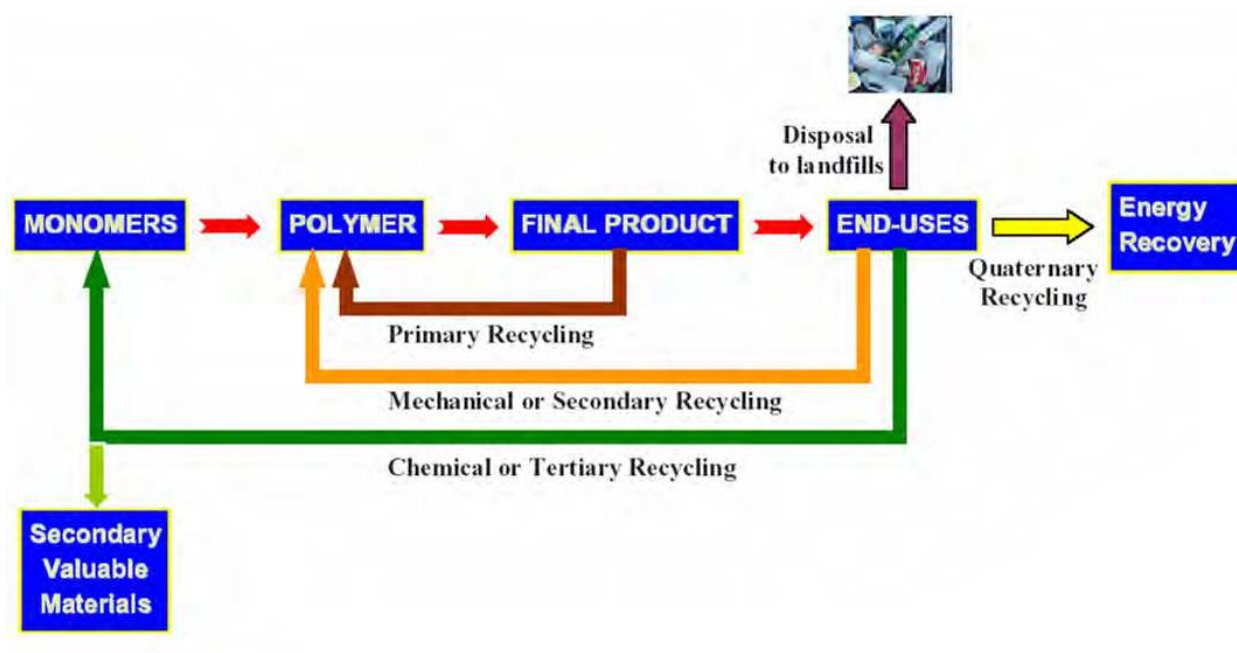 Disposal
to landfills
MONOMERS
POLYMER
FINAL PRODUCT
END-USES
Energy
Recovery
Quaternary
Recycling
Primary Recycling
Mechanical or Secondary Recycling
Chemical or Tertiary Recycling
Secondary
Valuable
Materials